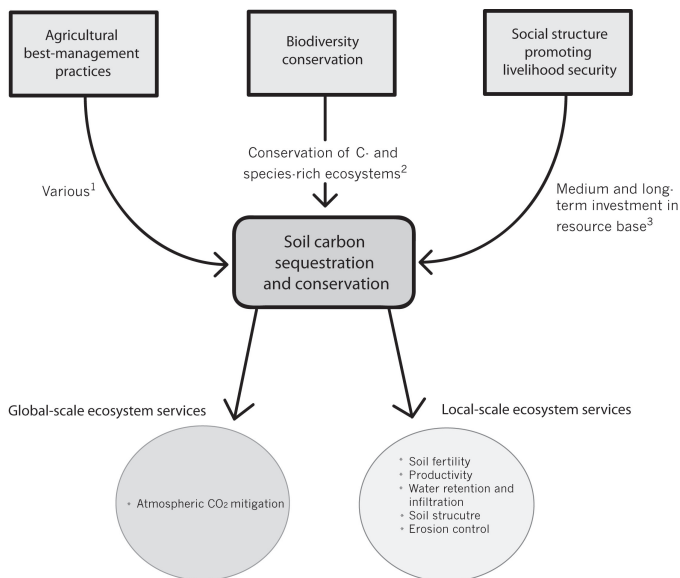 Agricultural
best-management
practices
Biodiversity
conservation
Social structure
promoting
livelihood security
Conservation of C- and
species-rich ecosystems²
Various¹
Medium and long-
term investment in
resource base³
Soil carbon
sequestration
and conservation
Global-scale ecosystem services
Local-scale ecosystem services
* Atmospheric CO₂ mitigation
* Soil fertility
* Productivity
* Water retention and
infiltration
* Soil strucutre
* Erosion control